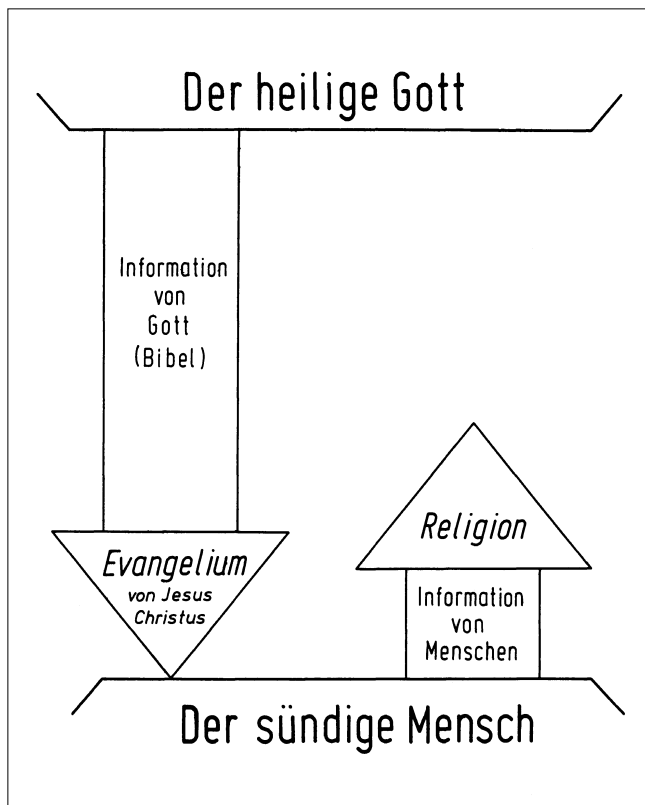 Der heilige Gott
Information
von
Gott
(Bibel)
Evangelium
von Jesus
Christus
Religion
Information
von
Menschen
Der sündige Mensch